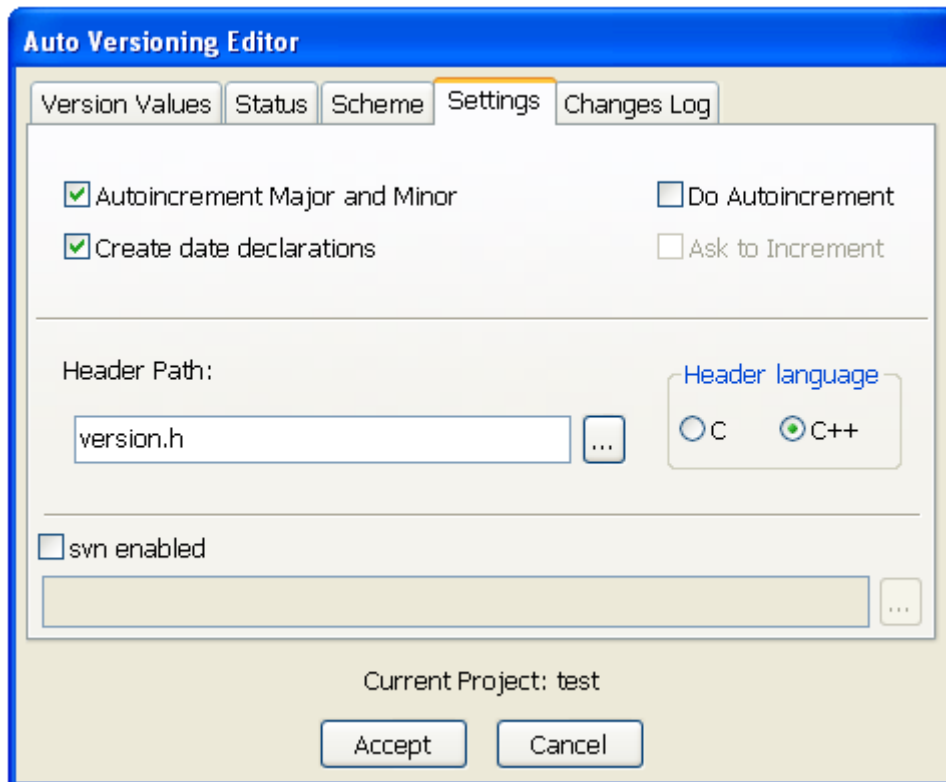 Auto Versioning Editor
Version Values Status Scheme Settings Changes Log
Autoincrement Major and Minor Do Autoincrement
Create date declarations Ask to Increment
Header Path: Header language
version.h ... C C++
svn enabled
...
Current Project: test
Accept Cancel